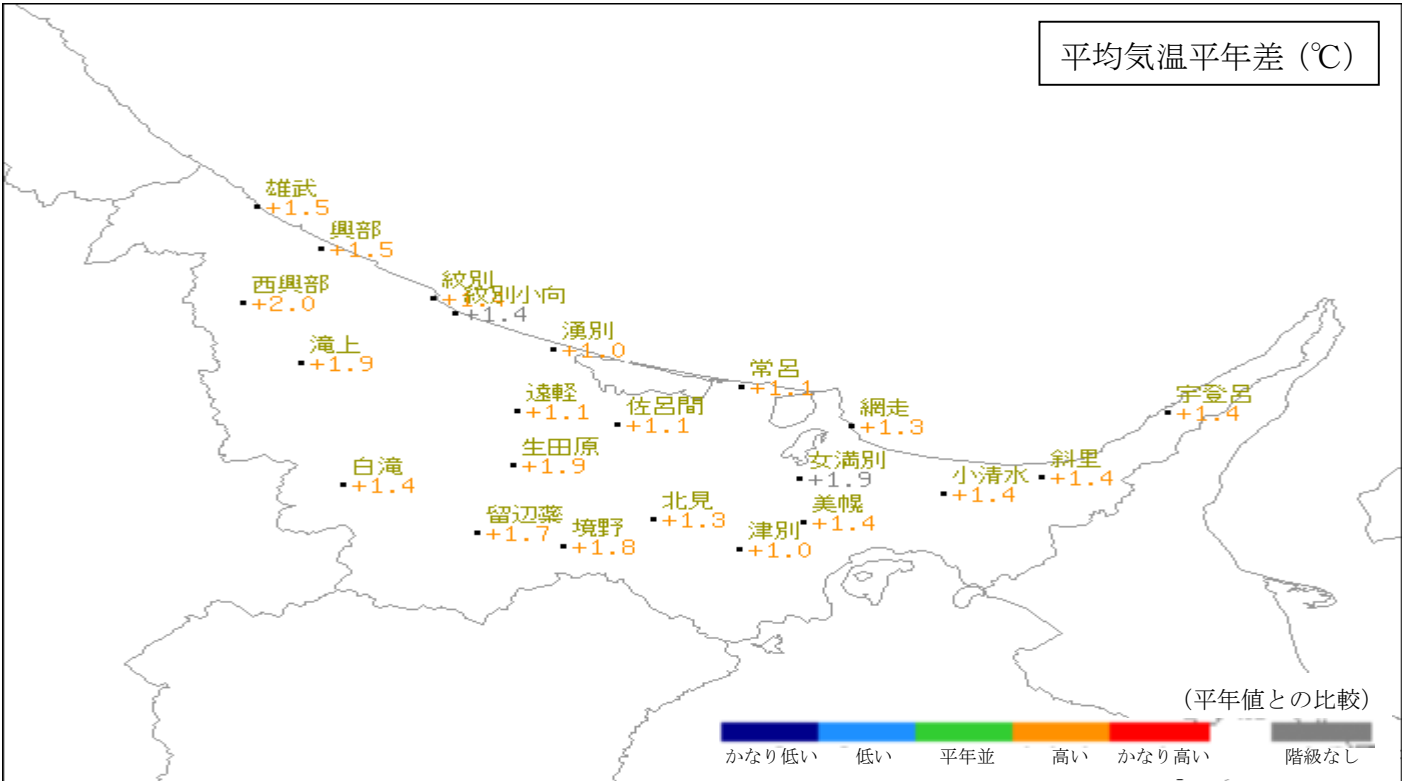 平均気温平年差（℃）
雄武
+1.5
興部
+1.5
西興部
+2.0
紋別
紋別小向
+1.4
滝上
+1.9
湧別
+1.0
常呂
+1.1
遠軽
+1.1
佐呂間
+1.1
網走
+1.3
宇登呂
+1.4
生田原
+1.9
白滝
+1.4
女満別
+1.9
小清水
+1.4
斜里
+1.4
留辺蘂
+1.7
境野
+1.8
北見
+1.3
美幌
+1.4
津別
+1.0
（平年値との比較）
かなり低い 低い 平年並 高い かなり高い 階級なし